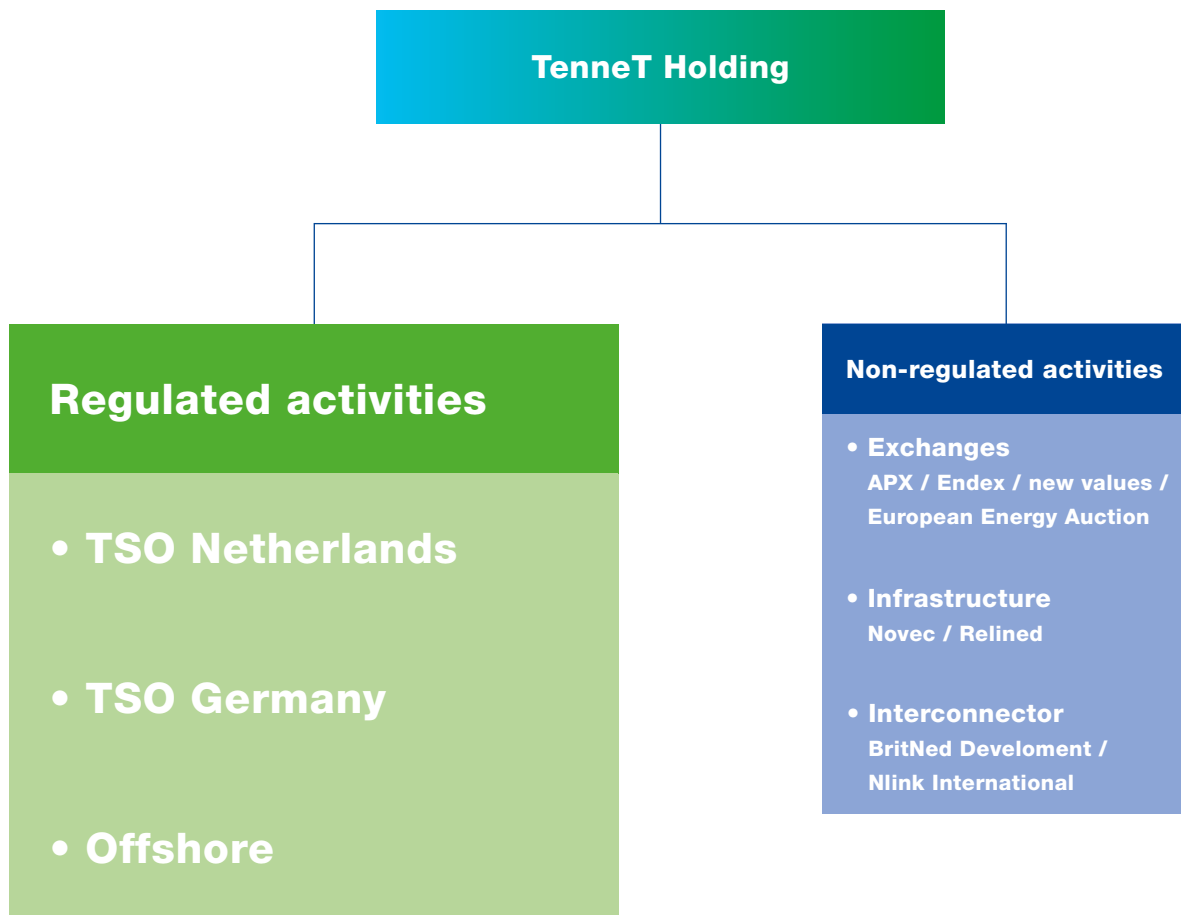 TenneT Holding
Regulated activities
• TSO Netherlands
• TSO Germany
• Offshore
Non-regulated activities
• Exchanges
APX / Endex / new values /
European Energy Auction
• Infrastructure
Novec / Relined
• Interconnector
BritNed Develoment /
Nlink International